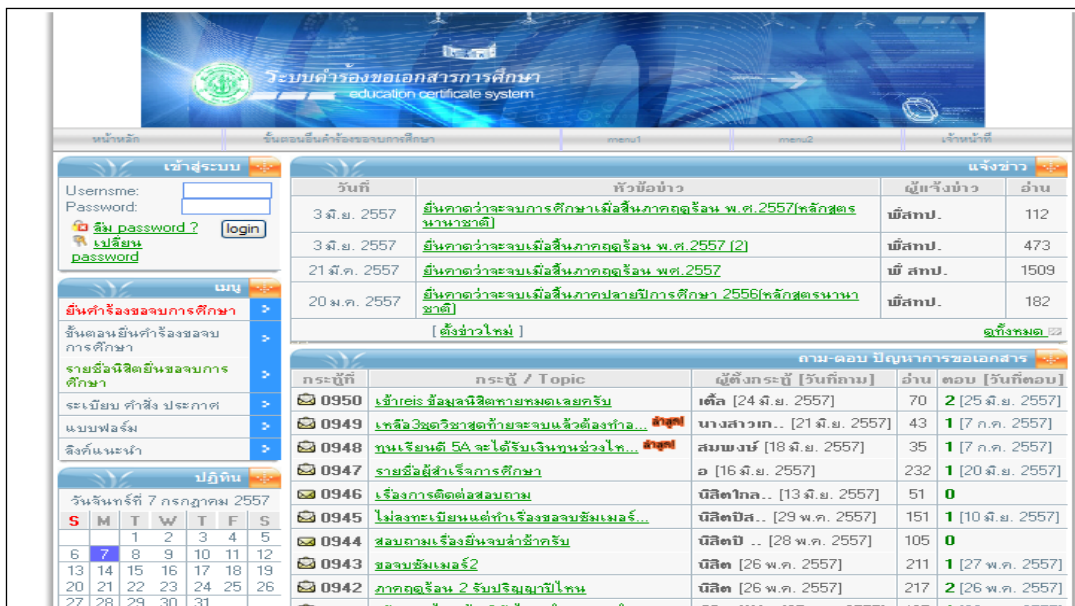 ระบบคำร้องขอเอกสารการศึกษา
education certificate system
หน้าหลัก
ขั้นตอนยื่นคำร้องขอจบการศึกษา
menu1
menu2
เจ้าหน้าที่
เข้าสู่ระบบ
Usernsme:
Password:
ลืม password ?
login
เปลี่ยน
password
เมนู
ยื่นคำร้องขอจบการศึกษา
ขั้นตอนยื่นคำร้องขอจบ
การศึกษา
รายชื่อนิสิตยื่นขอจบการ
ศึกษา
ระเบียบ คำสั่ง ประกาศ
แบบฟอร์ม
ลิงค์แนะนำ
ปฏิทิน
วันจันทร์ที่ 7 กรกฎาคม 2557
S M T W T F S
1 2 3 4 5
6 7 8 9 10 11 12
13 14 15 16 17 18 19
20 21 22 23 24 25 26
27 28 29 30 31
แจ้งข่าว
วันที่ หัวข้อข่าว ผู้แจ้งข่าว อ่าน
3 มิ.ย. 2557 ยื่นคาดว่าจะจบการศึกษาเมื่อสิ้นภาคฤดูร้อน พ.ศ.2557[หลักสูตร
นานาชาติ] พี่สทป. 112
3 มิ.ย. 2557 ยื่นคาดว่าจะจบเมื่อสิ้นภาคฤดูร้อน พ.ศ.2557 [2] พี่สทป. 473
21 มี.ค. 2557 ยื่นคาดว่าจะจบเมื่อสิ้นภาคฤดูร้อน พศ.2557 พี่ สทป. 1509
20 ม.ค. 2557 ยื่นคาดว่าจะจบเมื่อสิ้นภาคปลายปีการศึกษา 2556[หลักสูตรนานา
ชาติ] พี่สทป. 182
[ ตั้งข่าวใหม่ ] ดูทั้งหมด
ถาม-ตอบ ปัญหาการขอเอกสาร
กระทู้ที่ กระทู้ / Topic ผู้ตั้งกระทู้ [วันที่ถาม] อ่าน ตอบ [วันที่ตอบ]
0950 เข้าreis ข้อมูลนิสิตหายหมดเลยครับ เต้ิล [24 มิ.ย. 2557] 70 2 [25 มิ.ย. 2557]
0949 เหลือ3ชุดวิชาสุดท้ายจะจบแล้วต้องทำอ... ล่าสุด! นางสาวเก.. [21 มิ.ย. 2557] 43 1 [7 ก.ค. 2557]
0948 ทุนเรียนดี 5A จะได้รับเงินทุนช่วงไห... ล่าสุด! สมพงษ์ [18 มิ.ย. 2557] 35 1 [7 ก.ค. 2557]
0947 รายชื่อผู้สำเร็จการศึกษา อ [16 มิ.ย. 2557] 232 1 [20 มิ.ย. 2557]
0946 เรื่องการติดต่อสอบถาม นิสิตใกล.. [13 มิ.ย. 2557] 51 0
0945 ไม่ลงทะเบียนแต่ทำเรื่องขอจบซัมเมอร์... นิสิตปีส.. [29 พ.ค. 2557] 151 1 [10 มิ.ย. 2557]
0944 สอบถามเรื่องยื่นจบล่าช้าครับ นิสิตปี .. [28 พ.ค. 2557] 105 0
0943 ขอจบซัมเมอร์2 นิสิต [26 พ.ค. 2557] 211 1 [27 พ.ค. 2557]
0942 ภาคฤดูร้อน 2 รับปริญญาปีไหน นิสิต [26 พ.ค. 2557] 217 2 [26 พ.ค. 2557]